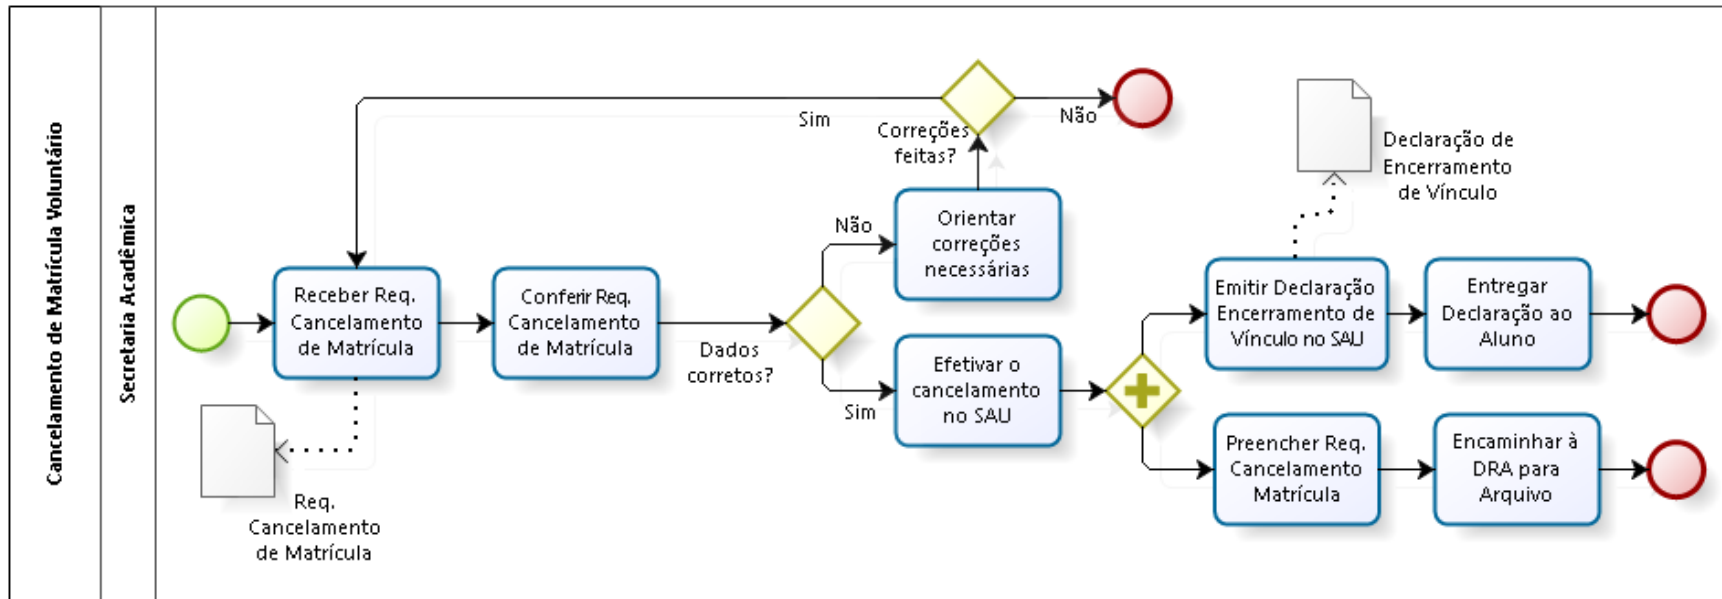 Cancelamento de Matrícula Voluntário
Secretaria Acadêmica
Receber Req.
Cancelamento
de Matrícula
Req.
Cancelamento
de Matrícula
Conferir Req.
Cancelamento
de Matrícula
Dados
corretos?
Não
Sim
Orientar
correções
necessárias
Correções
feitas?
Sim
Não
Efetivar o
cancelamento
no SAU
Emitir Declaração
Encerramento de
Vínculo no SAU
Declaração de
Encerramento
de Vínculo
Entregar
Declaração ao
Aluno
Preencher Req.
Cancelamento
Matrícula
Encaminhar à
DRA para
Arquivo